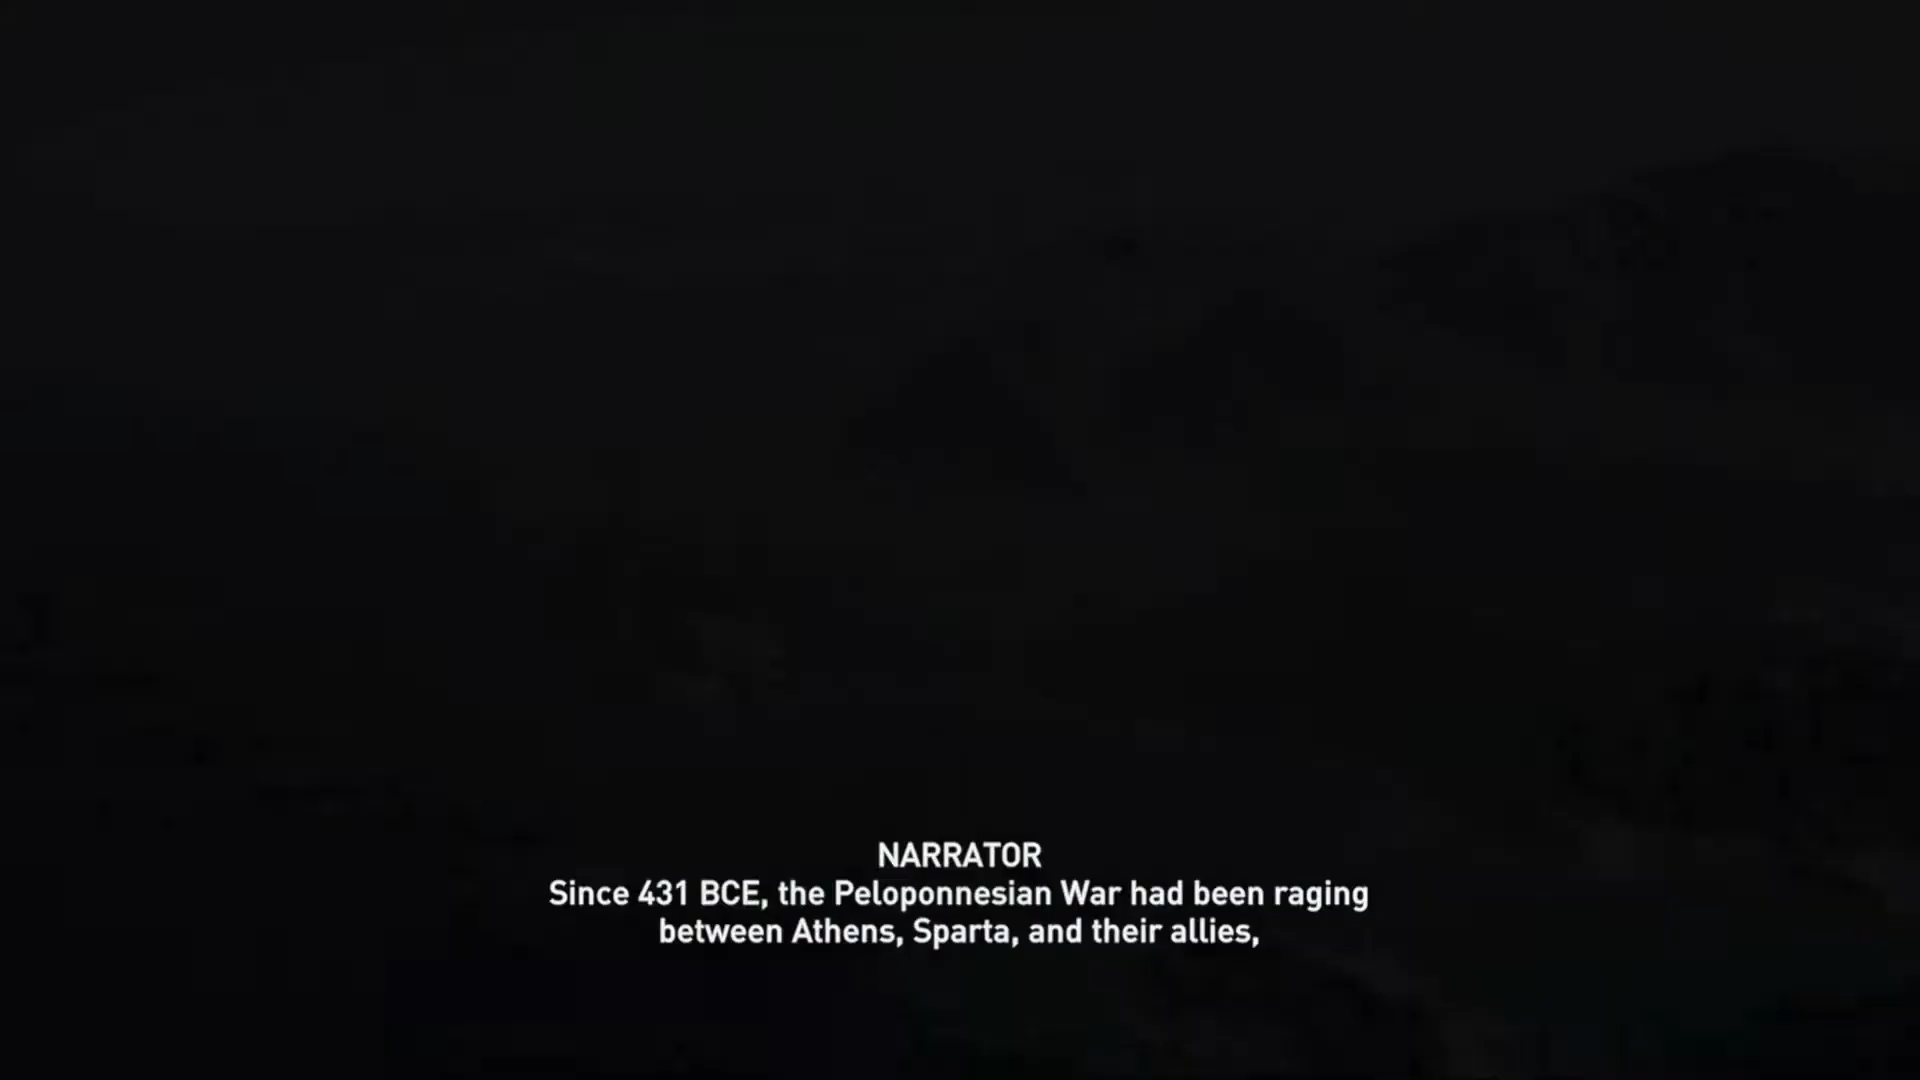 NARRATOR
Since 431 BCE, the Peloponnesian War had been raging
between Athens, Sparta, and their allies,